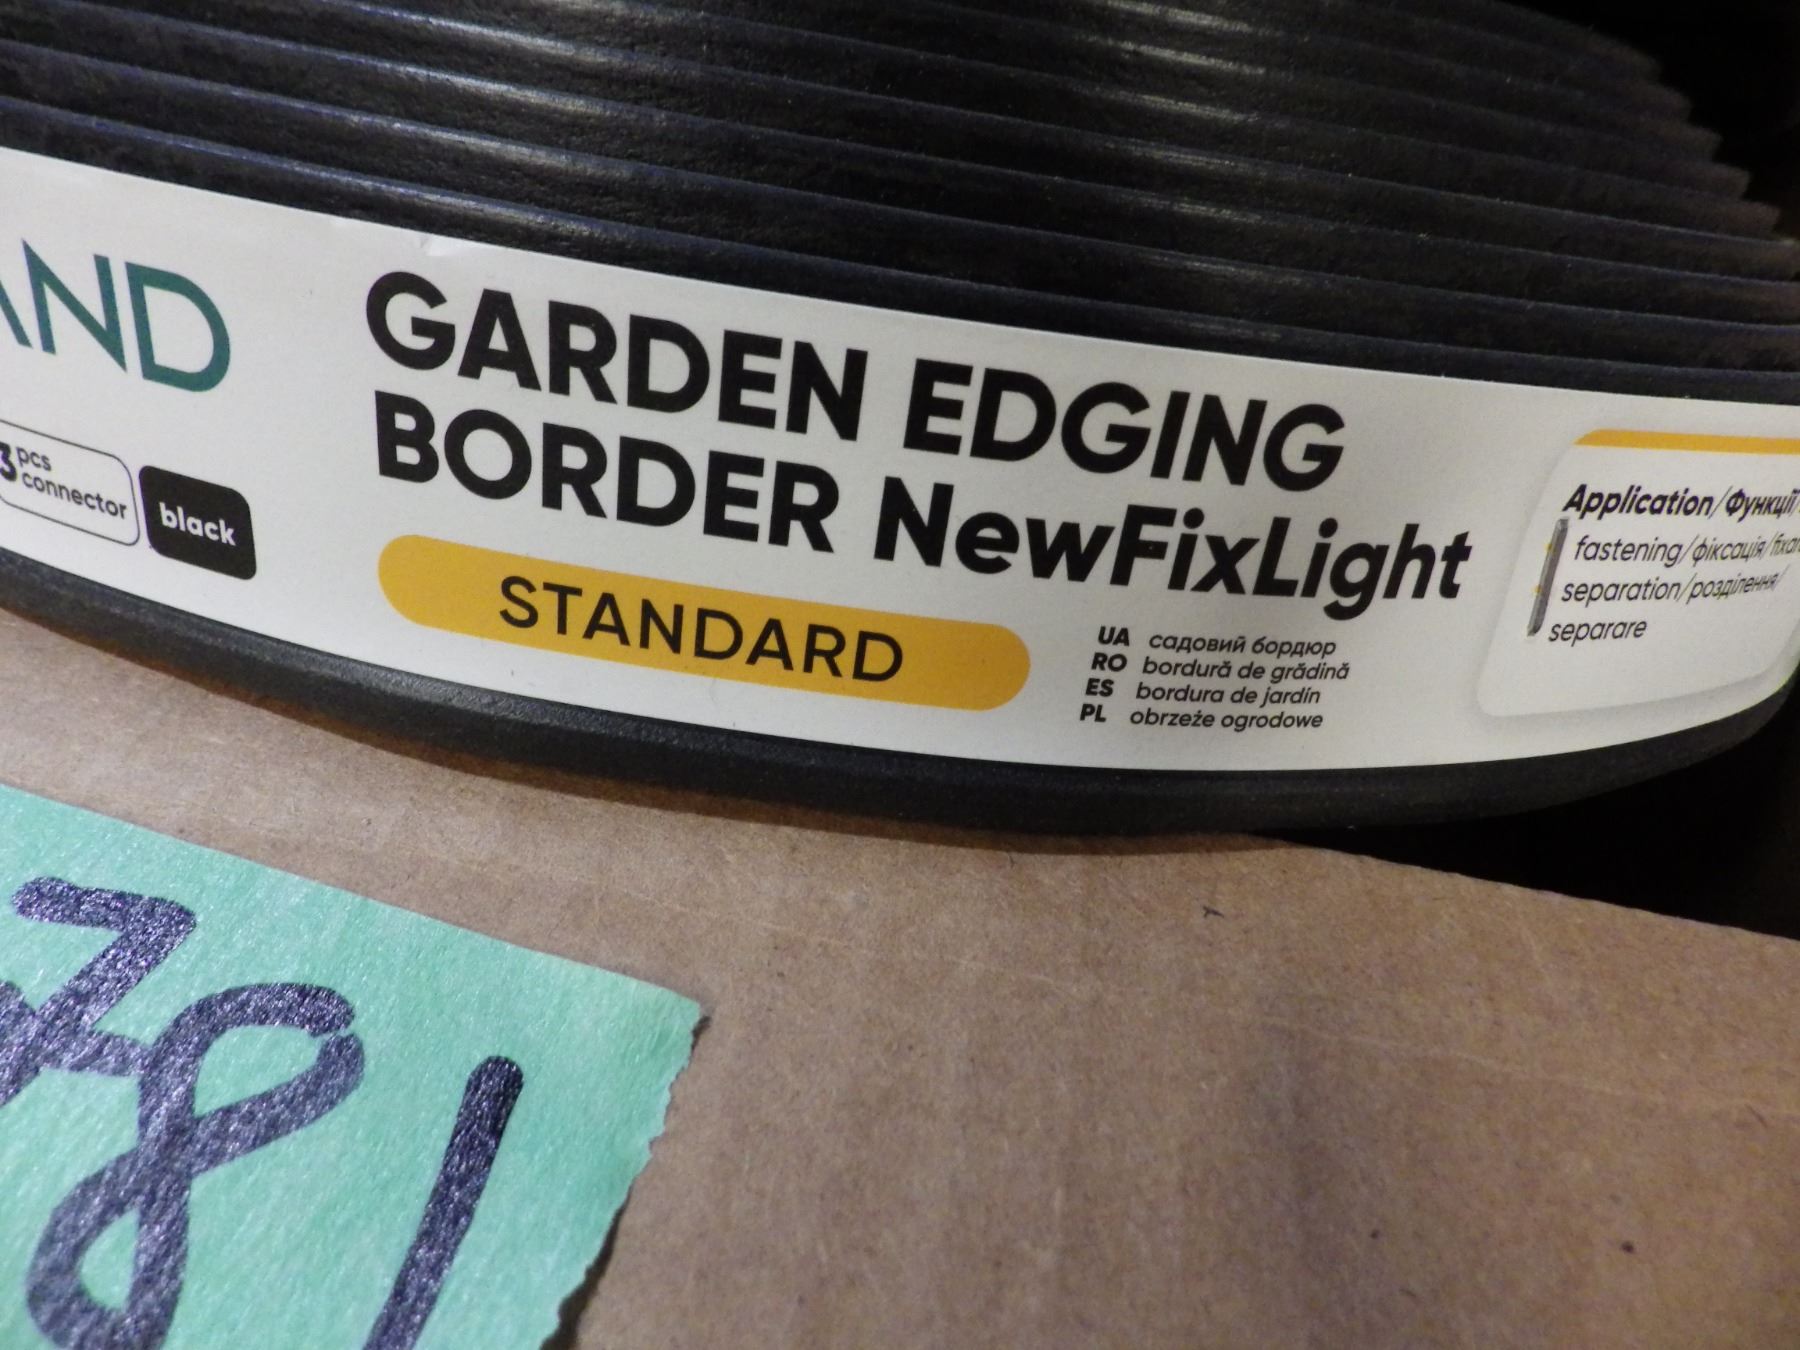 AND
3 pcs
connector
black
GARDEN EDGING
BORDER NewFixLight
STANDARD
UA садовий бордюр
RO bordură de grădină
ES bordura de jardín
PL obrzeże ogrodowe
Application/Функції/
fastening/фіксація/
separation/розділення/
separare
781